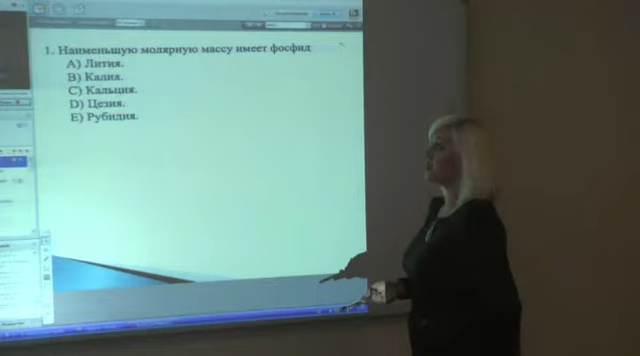 1. Наименьшую молярную массу имеет фосфид
A) Лития.
B) Калия.
C) Кальция.
D) Цезия.
E) Рубидия.